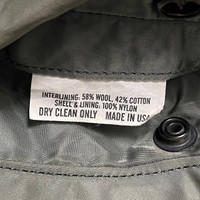 INTERLINING: 58% WOOL, 42% COTTON
SHELL & LINING: 100% NYLON
DRY CLEAN ONLY MADE IN USA